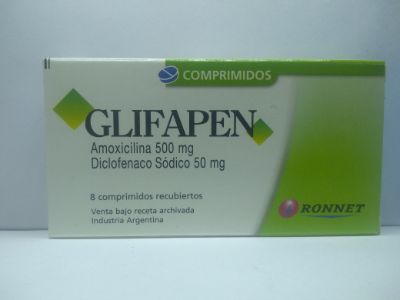 COMPRIMIDOS
GLIFAPEN
Amoxicilina 500 mg
Diclofenaco Sódico 50 mg
8 comprimidos recubiertos
Venta bajo receta archivada
Industria Argentina
RONNET